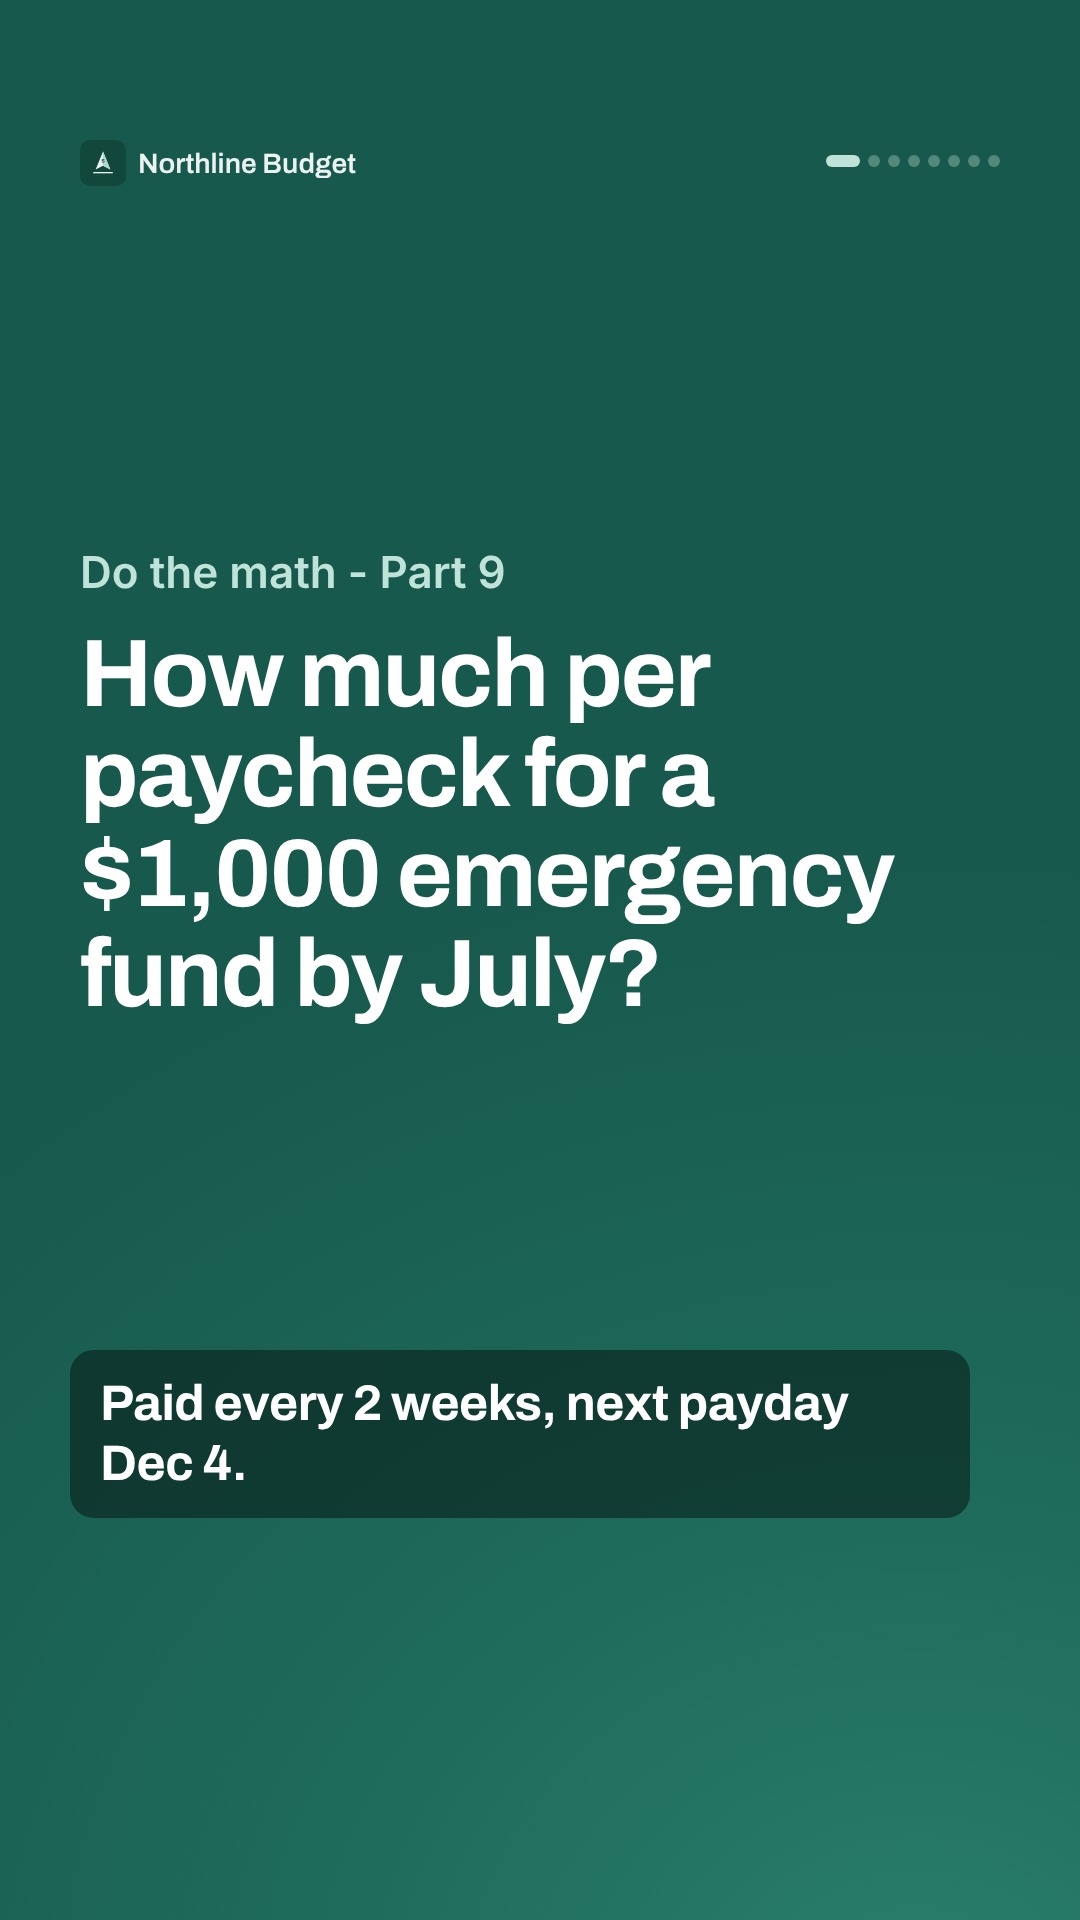 Northline Budget
Do the math - Part 9
How much per
paycheck for a
$1,000 emergency
fund by July?
Paid every 2 weeks, next payday
Dec 4.